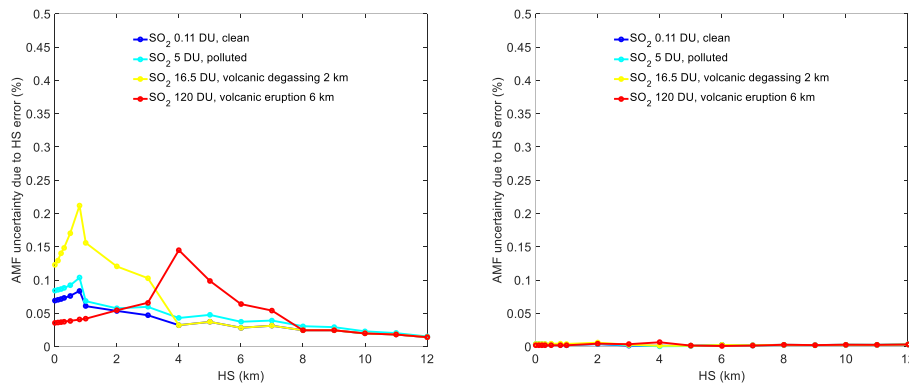 AMF uncertainty due to HS error (%)
0.5
0.45
0.4
0.35
0.3
0.25
0.2
0.15
0.1
0.05
0
SO2 0.11 DU, clean
SO2 5 DU, polluted
SO2 16.5 DU, volcanic degassing 2 km
SO2 120 DU, volcanic eruption 6 km
0 2 4 6 8 10 12
HS (km)
AMF uncertainty due to HS error (%)
0.5
0.45
0.4
0.35
0.3
0.25
0.2
0.15
0.1
0.05
0
SO2 0.11 DU, clean
SO2 5 DU, polluted
SO2 16.5 DU, volcanic degassing 2 km
SO2 120 DU, volcanic eruption 6 km
0 2 4 6 8 10 12
HS (km)